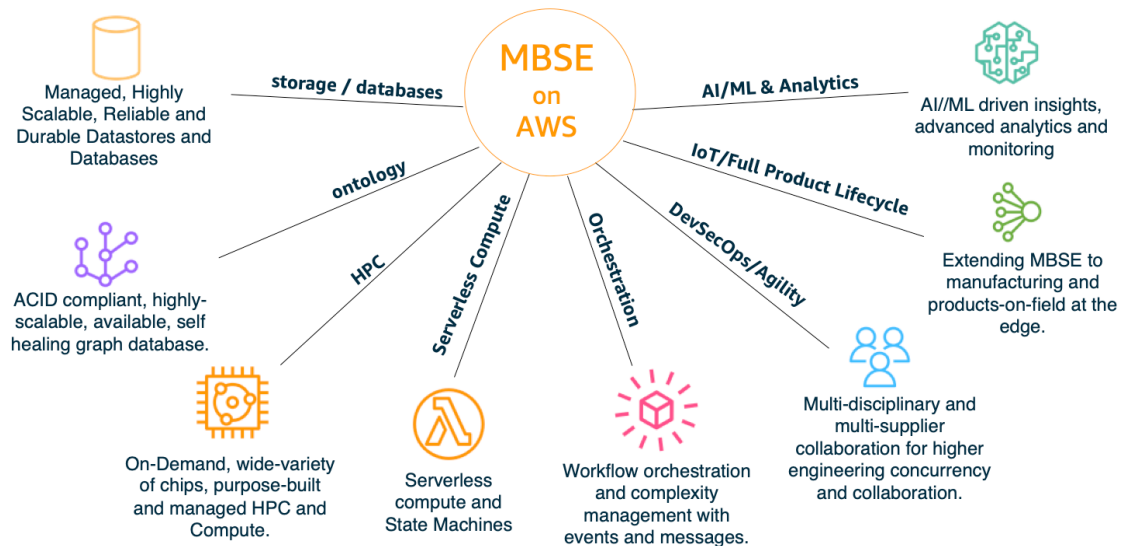 MBSE
on
AWS
storage / databases
Managed, Highly
Scalable, Reliable and
Durable Datastores and
Databases
ontology
ACID compliant, highly-
scalable, available, self
healing graph database.
HPC
On-Demand, wide-variety
of chips, purpose-built
and managed HPC and
Compute.
Serverless Compute
Serverless
compute and
State Machines
Orchestration
Workflow orchestration
and complexity
management with
events and messages.
DevSecOps/Agility
Multi-disciplinary and
multi-supplier
collaboration for higher
engineering concurrency
and collaboration.
IoT/Full Product Lifecycle
Extending MBSE to
manufacturing and
products-on-field at the
edge.
AI/ML & Analytics
AI//ML driven insights,
advanced analytics and
monitoring